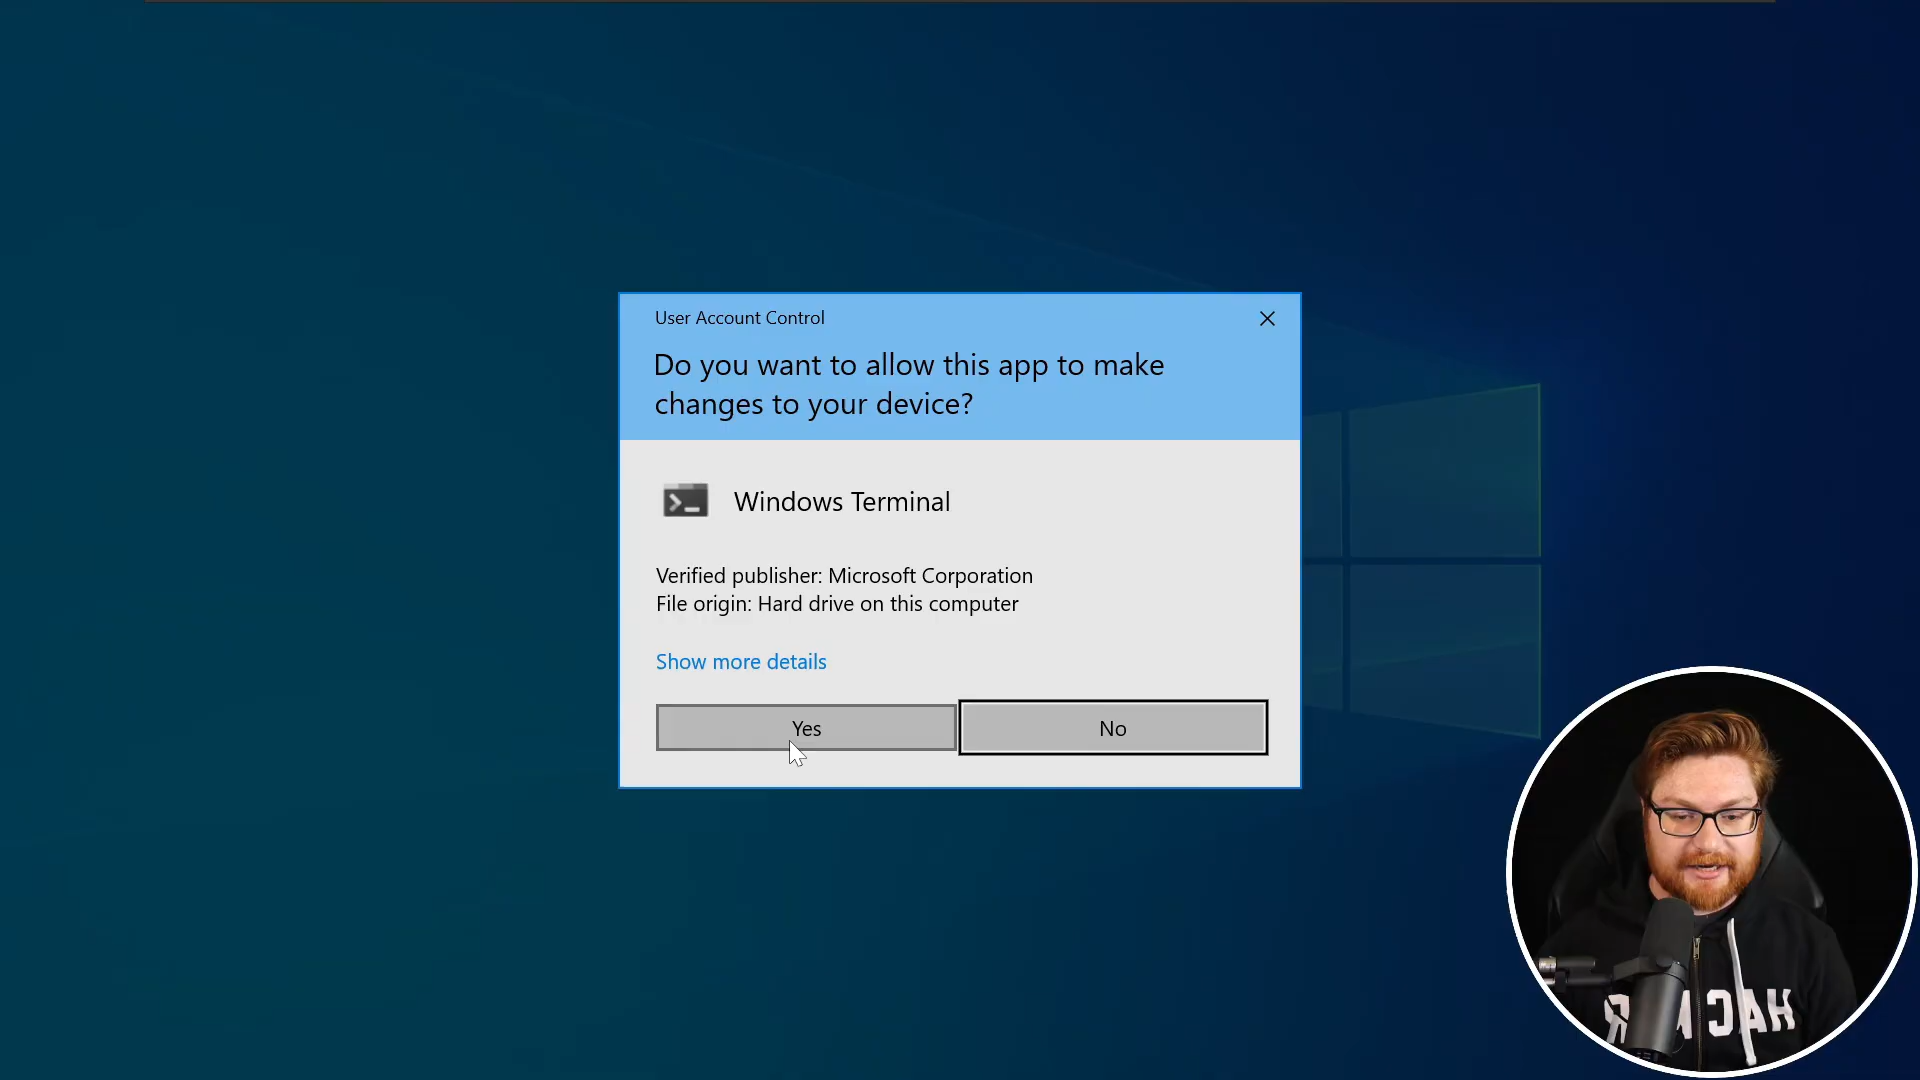 User Account Control
Do you want to allow this app to make
changes to your device?
Windows Terminal
Verified publisher: Microsoft Corporation
File origin: Hard drive on this computer
Show more details
Yes
No